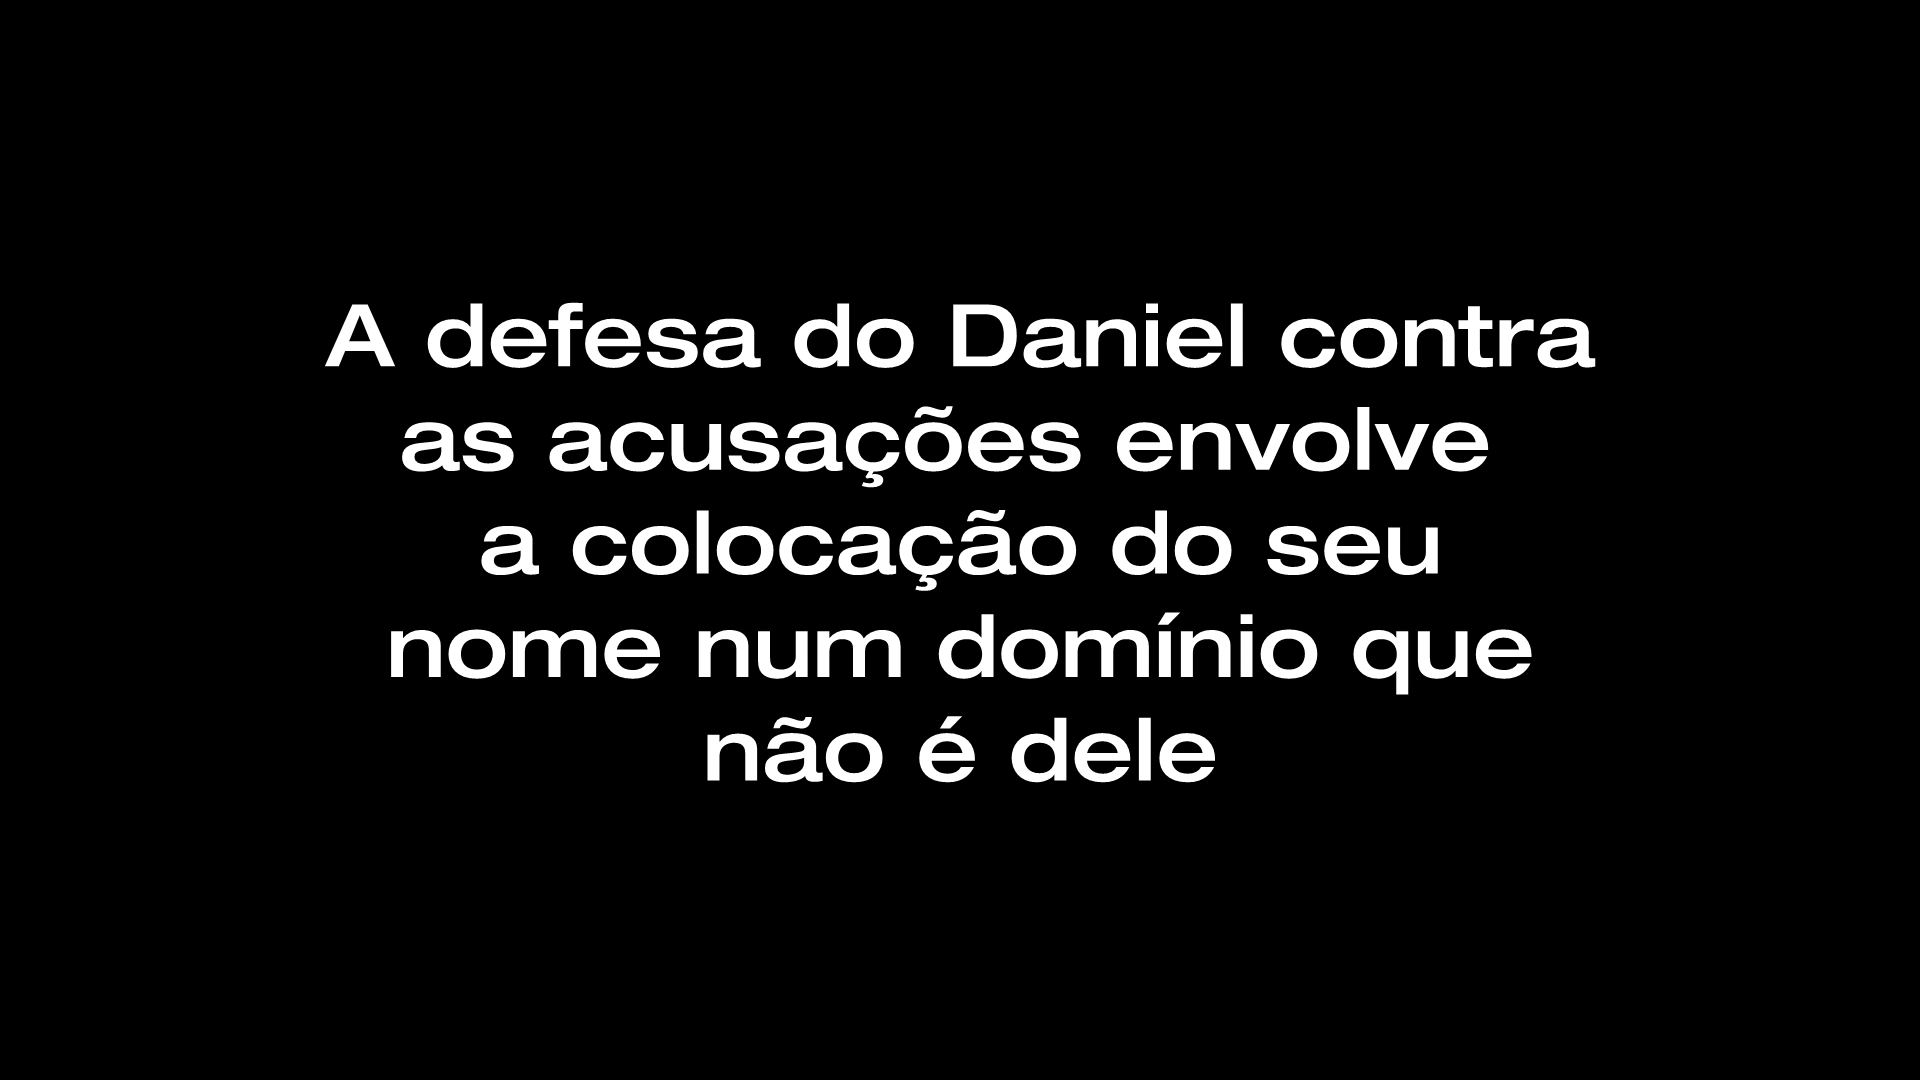 A defesa do Daniel contra
as acusações envolve
a colocação do seu
nome num domínio que
não é dele